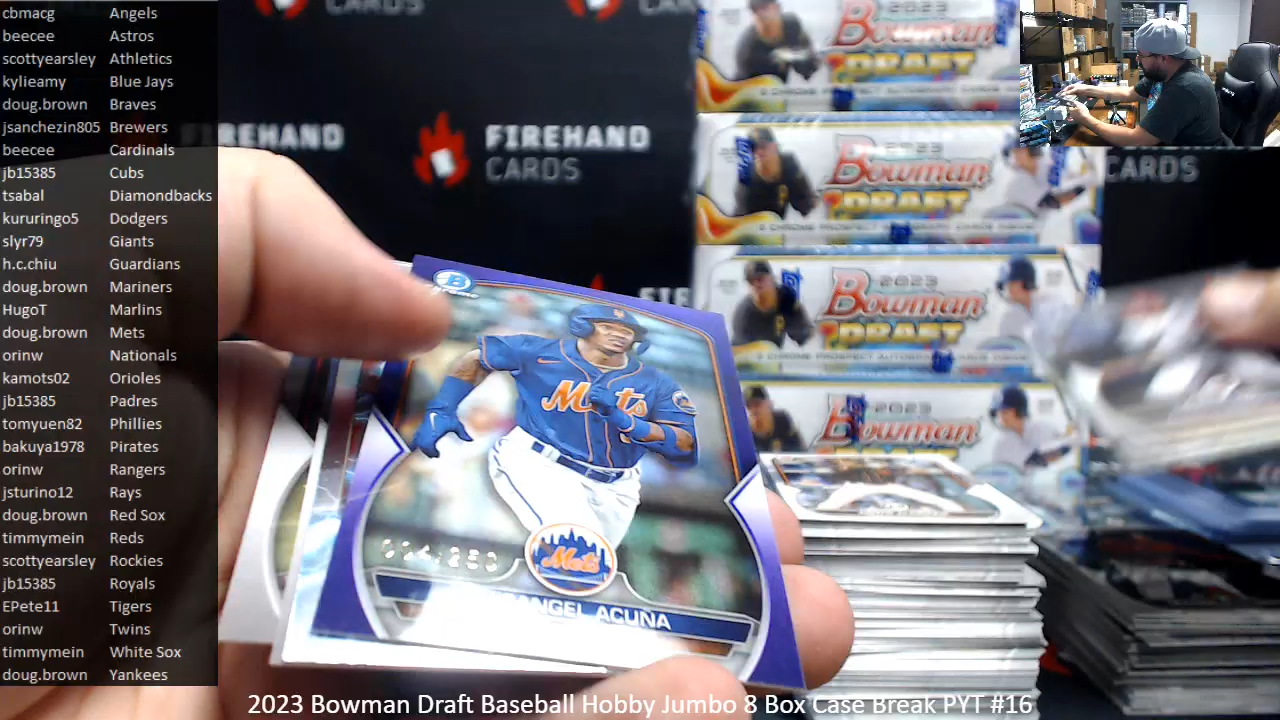 cbmacg Angels
beecee Astros
scottyearsley Athletics
kylieamy Blue Jays
doug.brown Braves
jsanchezin805 Brewers
beecee Cardinals
jb15385 Cubs
tsabal Diamondbacks
kururingo5 Dodgers
slyr79 Giants
h.c.chiu Guardians
doug.brown Mariners
HugoT Marlins
doug.brown Mets
orinw Nationals
kamots02 Orioles
jb15385 Padres
tomyuen82 Phillies
bakuya1978 Pirates
orinw Rangers
jsturino12 Rays
doug.brown Red Sox
timmymein Reds
scottyearsley Rockies
jb15385 Royals
EPete11 Tigers
orinw Twins
timmymein White Sox
doug.brown Yankees
CARDS
FIREHAND
CARDS
FIREHAND
CARDS
Bowman
DRAFT
2023
Bowman
DRAFT
2023
Bowman
DRAFT
2023
Bowman
CARDS
B
Mets
Mets
ANGEL ACUNA
2023 Bowman Draft Baseball Hobby Jumbo 8 Box Case Break PYT #16